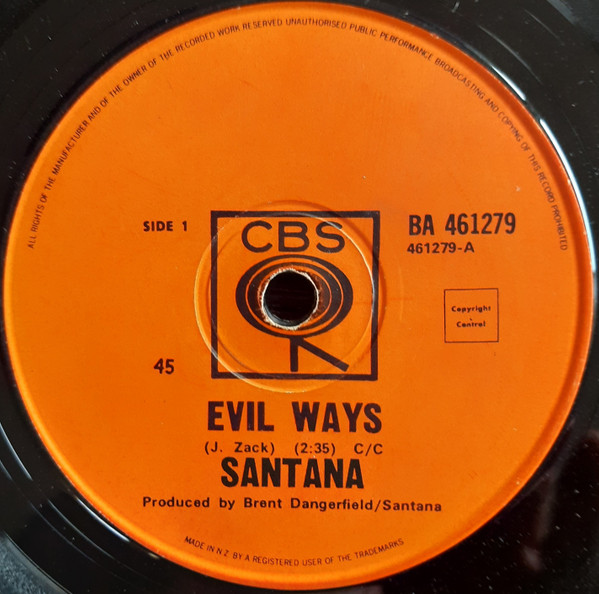 ALL RIGHTS OF THE MANUFACTURER AND OF THE OWNER OF THE RECORDED WORK RESERVED UNAUTHORISED PUBLIC PERFORMANCE BROADCASTING AND COPYING OF THIS RECORD PROHIBITED
SIDE 1
CBS
BA 461279
461279-A
Copyright
Control
45
EVIL WAYS
(J. Zack) (2:35) C/C
SANTANA
Produced by Brent Dangerfield/Santana
MADE IN N Z BY A REGISTERED USER OF THE TRADEMARKS